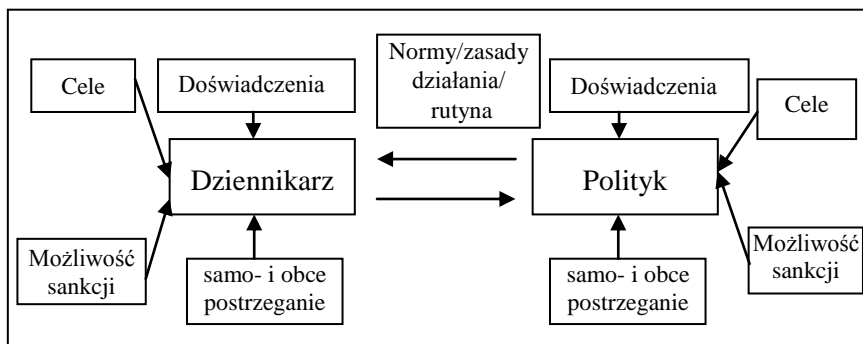 Normy/zasady
działania/
rutyna
Cele
Doświadczenia
Doświadczenia
Cele
Dziennikarz
Polityk
Możliwość
sankcji
samo- i obce
postrzeganie
samo- i obce
postrzeganie
Możliwość
sankcji